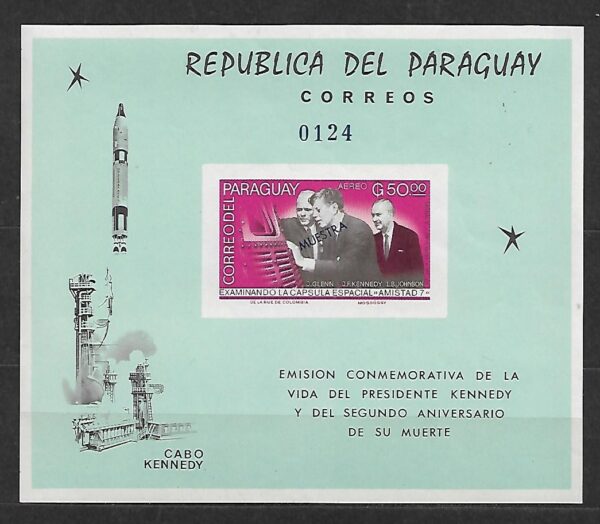 REPUBLICA DEL PARAGUAY
CORREOS
0124
CORREO DEL PARAGUAY
AEREO
G50.00
MUESTRA
J.GLENN J.F.KENNEDY L.B.JOHNSON
EXAMINANDO LA CAPSULA ESPACIAL «AMISTAD 7»
DE LA RUE DE COLOMBIA
EMISION CONMEMORATIVA DE LA
VIDA DEL PRESIDENTE KENNEDY
Y DEL SEGUNDO ANIVERSARIO
DE SU MUERTE
CABO
KENNEDY